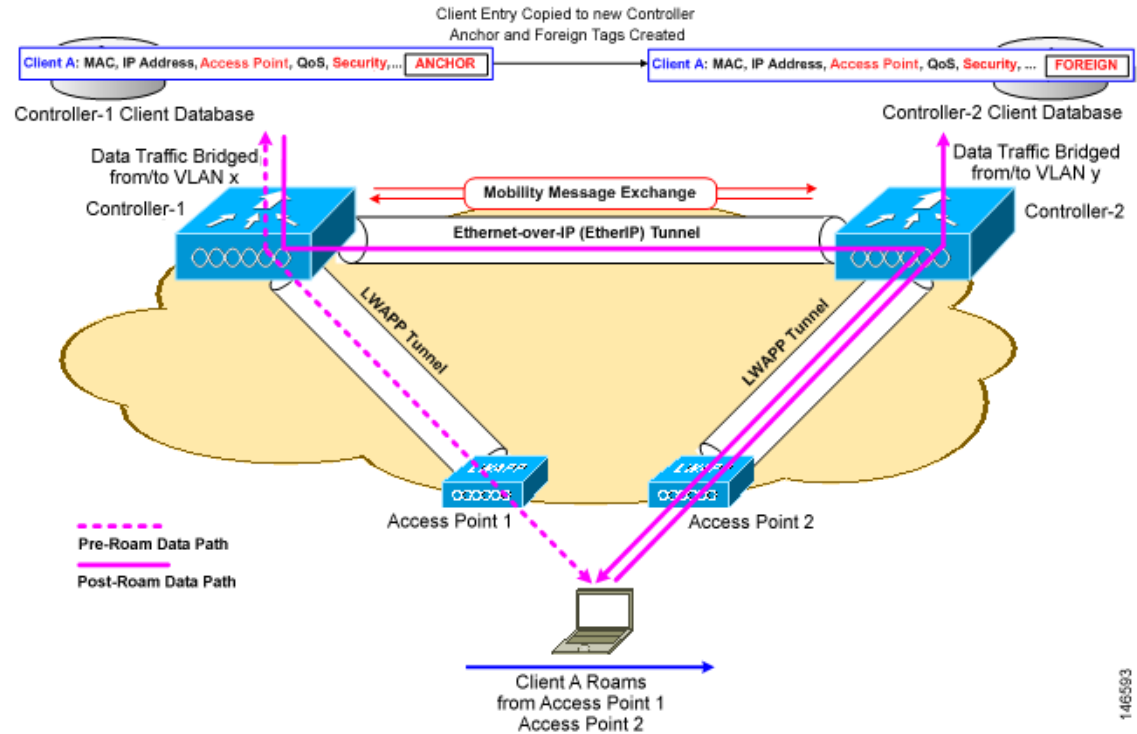 Client Entry Copied to new Controller
Anchor and Foreign Tags Created
Client A: MAC, IP Address, Access Point, QoS, Security,... ANCHOR
Client A: MAC, IP Address, Access Point, QoS, Security, ... FOREIGN
Controller-1 Client Database
Controller-2 Client Database
Data Traffic Bridged
from/to VLAN x
Data Traffic Bridged
from/to VLAN y
Controller-1
Mobility Message Exchange
Controller-2
Ethernet-over-IP (EtherIP) Tunnel
LWAPP Tunnel
LWAPP Tunnel
LWAPP
LWAPP
Access Point 1
Access Point 2
Pre-Roam Data Path
Post-Roam Data Path
Client A Roams
from Access Point 1
Access Point 2
146593